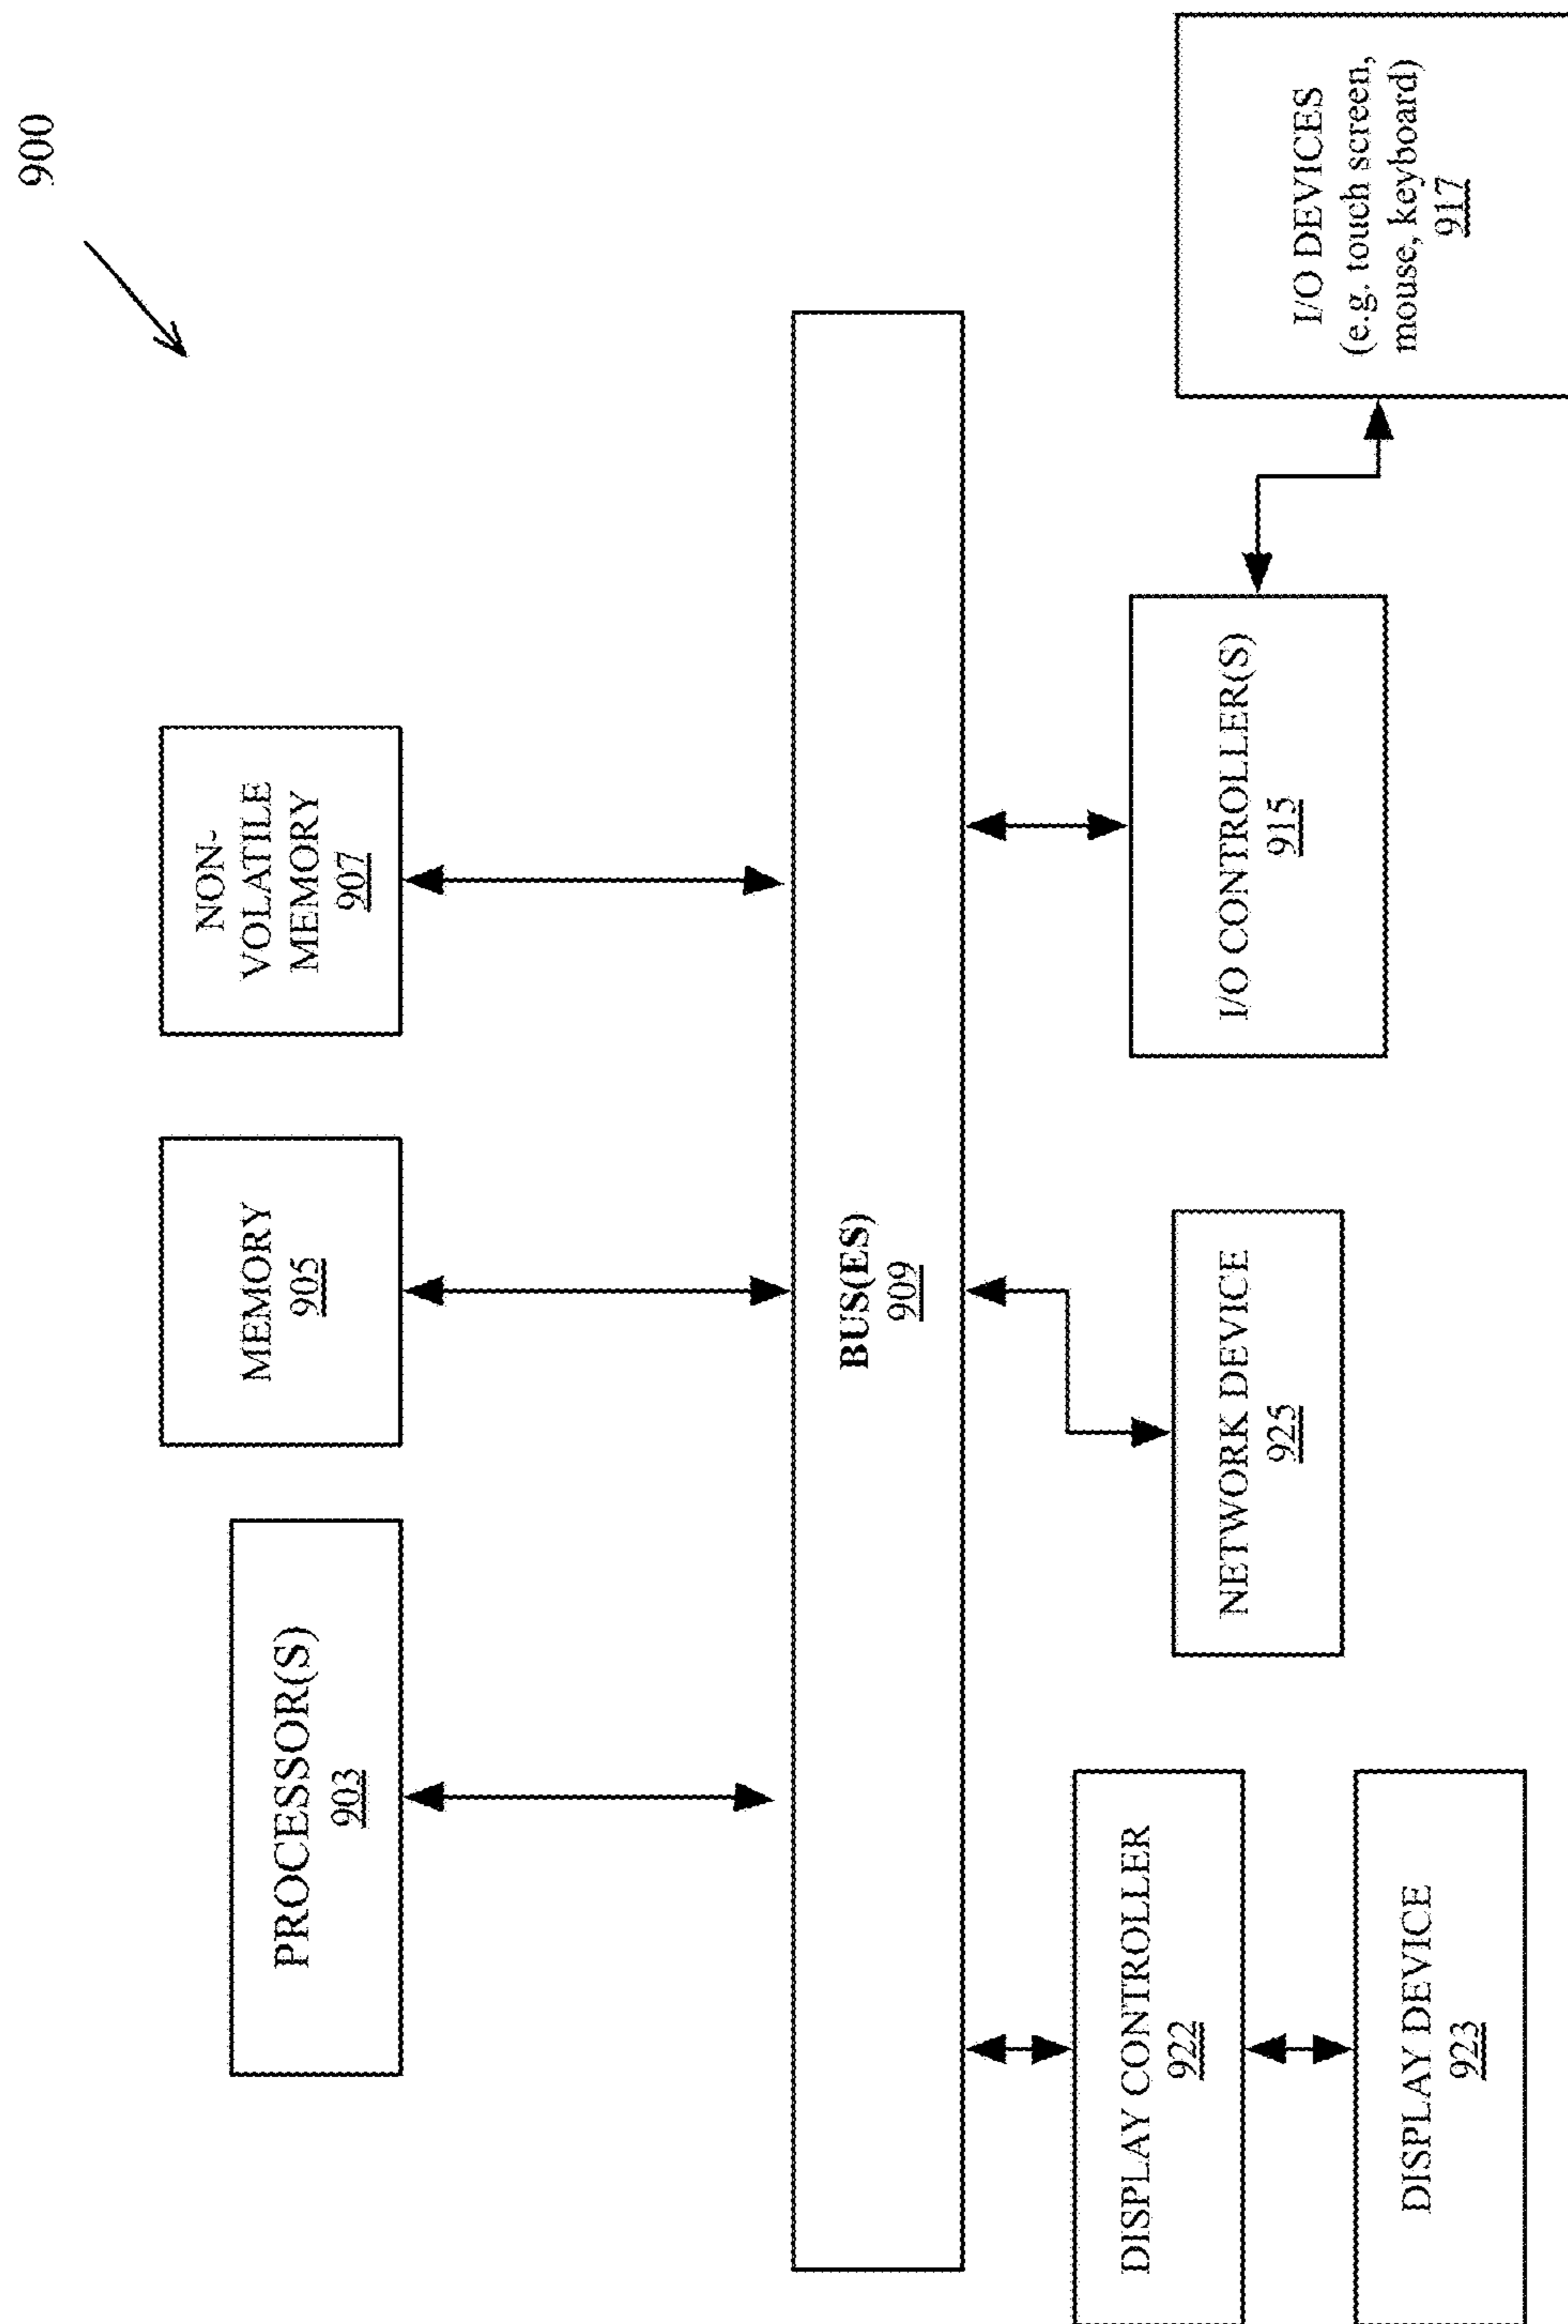 900
PROCESSOR(S)
903
MEMORY
905
NON-
VOLATILE
MEMORY
907
BUS(ES)
909
DISPLAY CONTROLLER
922
NETWORK DEVICE
925
I/O CONTROLLER(S)
915
I/O DEVICES
(e.g. touch screen,
mouse, keyboard)
917
DISPLAY DEVICE
923